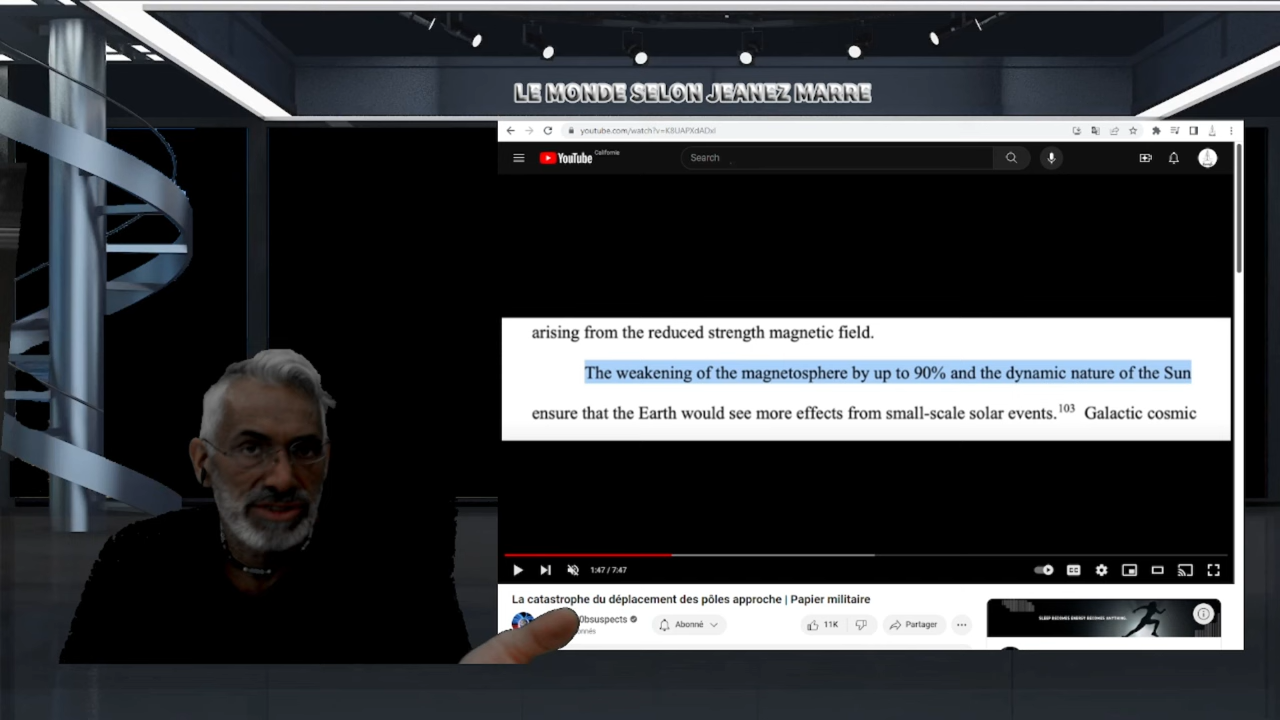 LE MONDE SELON JEANEZ MARRE
youtube.com/watch?v=K8UAPXdADxI
YouTube
Californie
Search
arising from the reduced strength magnetic field.
The weakening of the magnetosphere by up to 90% and the dynamic nature of the Sun
ensure that the Earth would see more effects from small-scale solar events.103 Galactic cosmic
1:47 / 7:47
CC
La catastrophe du déplacement des pôles approche | Papier militaire
0bsuspects
Abonné
11K
Partager
SLEEP BECOMES ENERGY BECOMES ANYTHING.